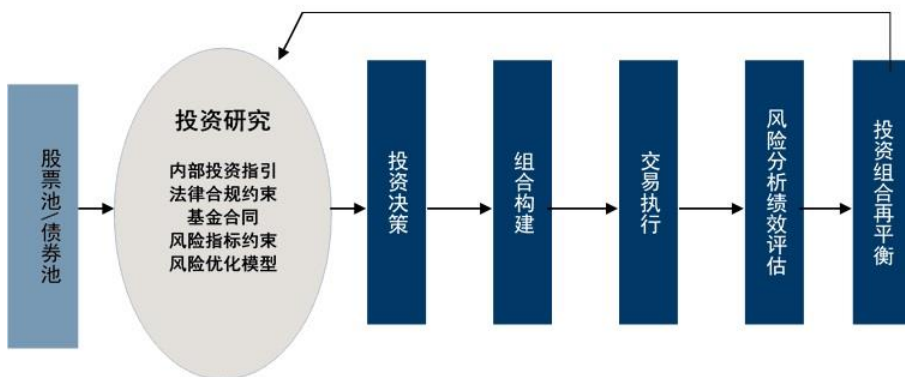 股票池\债券池
投资研究
内部投资指引
法律合规约束
基金合同
风险指标约束
风险优化模型
投资决策
组合构建
交易执行
风险分析绩效评估
投资组合再平衡